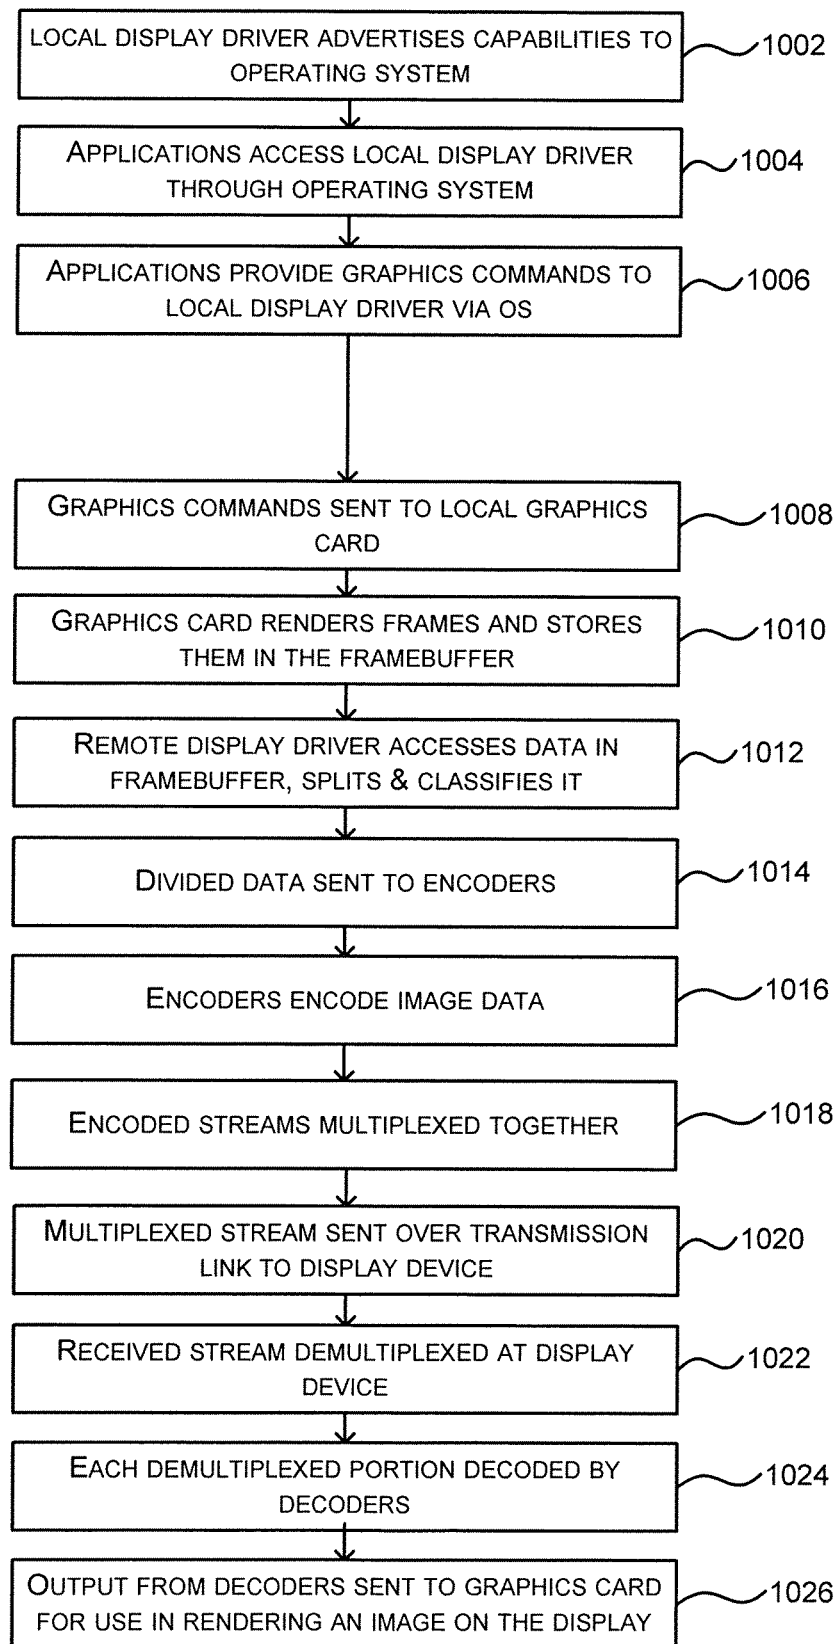 LOCAL DISPLAY DRIVER ADVERTISES CAPABILITIES TO
OPERATING SYSTEM
1002
APPLICATIONS ACCESS LOCAL DISPLAY DRIVER
THROUGH OPERATING SYSTEM
1004
APPLICATIONS PROVIDE GRAPHICS COMMANDS TO
LOCAL DISPLAY DRIVER VIA OS
1006
GRAPHICS COMMANDS SENT TO LOCAL GRAPHICS
CARD
1008
GRAPHICS CARD RENDERS FRAMES AND STORES
THEM IN THE FRAMEBUFFER
1010
REMOTE DISPLAY DRIVER ACCESSES DATA IN
FRAMEBUFFER, SPLITS & CLASSIFIES IT
1012
DIVIDED DATA SENT TO ENCODERS
1014
ENCODERS ENCODE IMAGE DATA
1016
ENCODED STREAMS MULTIPLEXED TOGETHER
1018
MULTIPLEXED STREAM SENT OVER TRANSMISSION
LINK TO DISPLAY DEVICE
1020
RECEIVED STREAM DEMULTIPLEXED AT DISPLAY
DEVICE
1022
EACH DEMULTIPLEXED PORTION DECODED BY
DECODERS
1024
OUTPUT FROM DECODERS SENT TO GRAPHICS CARD
FOR USE IN RENDERING AN IMAGE ON THE DISPLAY
1026